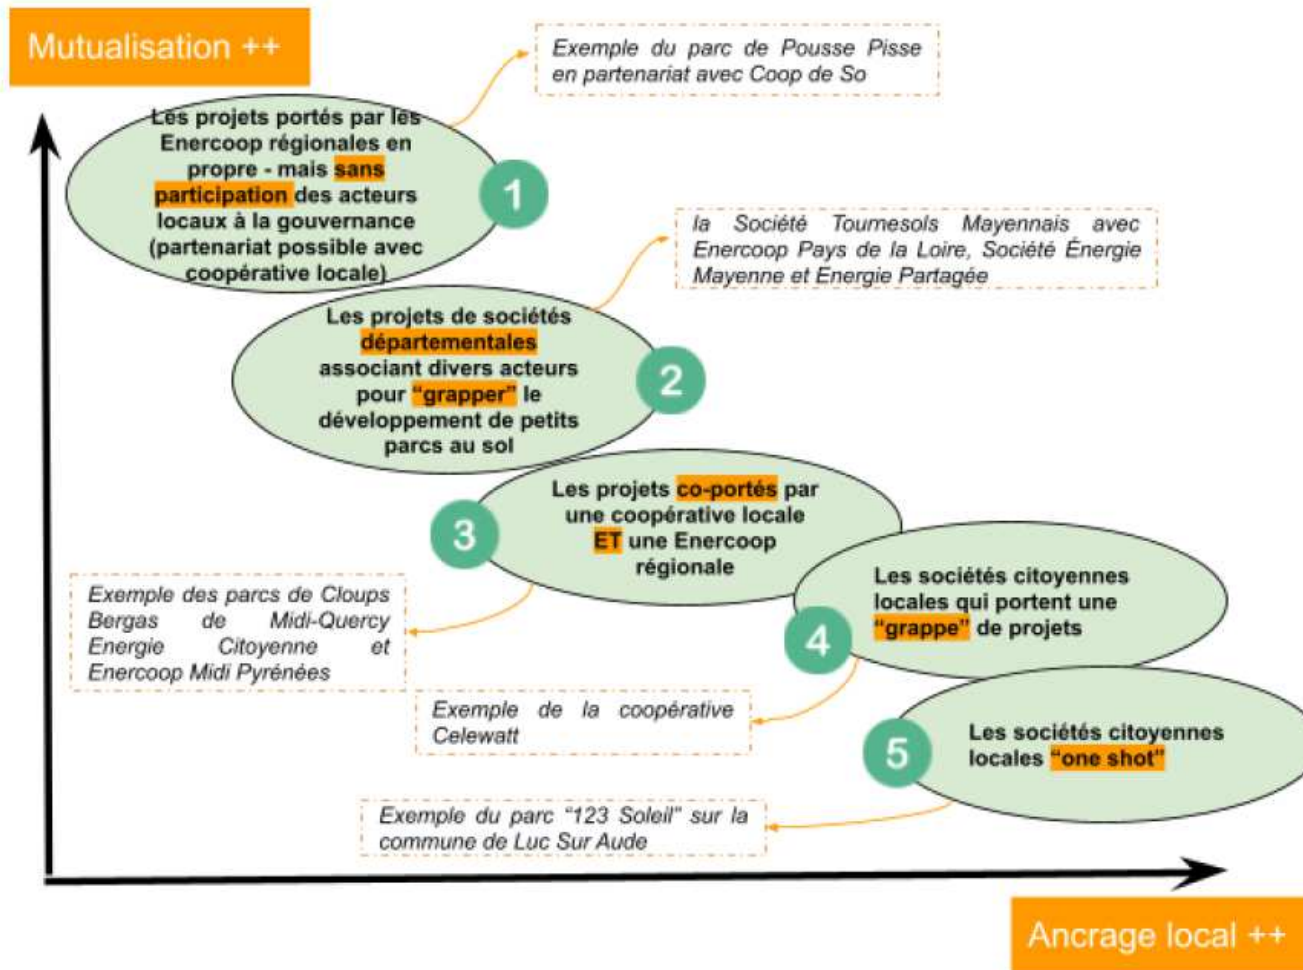 Mutualisation ++
Exemple du parc de Pousse Pisse
en partenariat avec Coop de So
Les projets portés par les
Enercoop régionales en
propre - mais sans
participation des acteurs
locaux à la gouvernance
(partenariat possible avec
coopérative locale)
1
la Société Tournesols Mayennais avec
Enercoop Pays de la Loire, Société Énergie
Mayenne et Energie Partagée
Les projets de sociétés
départementales
associant divers acteurs
pour “grapper” le
développement de petits
parcs au sol
2
3
Les projets co-portés par
une coopérative locale
ET une Enercoop
régionale
Exemple des parcs de Cloups
Bergas de Midi-Quercy
Energie Citoyenne et
Enercoop Midi Pyrénées
4
Les sociétés citoyennes
locales qui portent une
“grappe” de projets
Exemple de la coopérative
Celewatt
5
Les sociétés citoyennes
locales “one shot”
Exemple du parc “123 Soleil” sur la
commune de Luc Sur Aude
Ancrage local ++